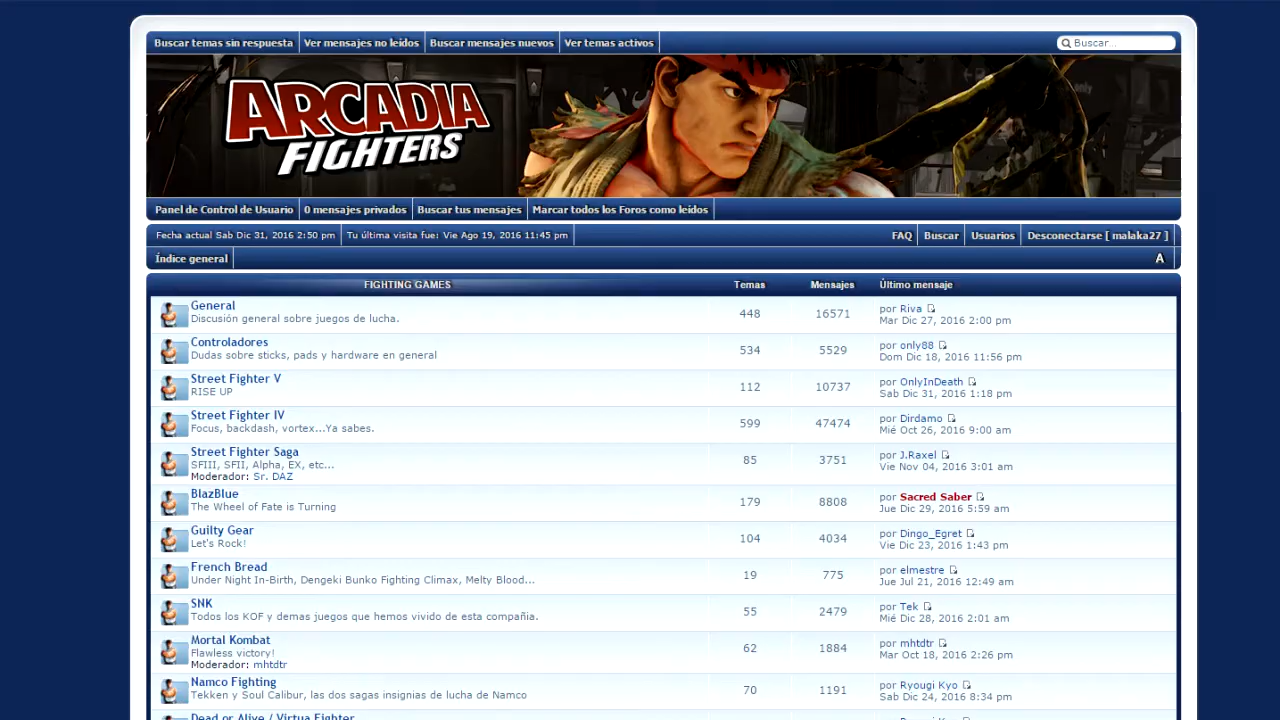 Buscar temas sin respuesta Ver mensajes no leidos Buscar mensajes nuevos Ver temas activos Buscar...
ARCADIA
FIGHTERS
Panel de Control de Usuario 0 mensajes privados Buscar tus mensajes Marcar todos los Foros como leidos
Fecha actual Sab Dic 31, 2016 2:50 pm Tu última visita fue: Vie Ago 19, 2016 11:45 pm FAQ Buscar Usuarios Desconectarse [ malaka27 ]
Índice general A
FIGHTING GAMES Temas Mensajes Último mensaje
General
Discusión general sobre juegos de lucha.
448 16571
por Riva
Mar Dic 27, 2016 2:00 pm
Controladores
Dudas sobre sticks, pads y hardware en general
534 5529
por only88
Dom Dic 18, 2016 11:56 pm
Street Fighter V
RISE UP
112 10737
por OnlyInDeath
Sab Dic 31, 2016 1:18 pm
Street Fighter IV
Focus, backdash, vortex...Ya sabes.
599 47474
por Dirdamo
Mié Oct 26, 2016 9:00 am
Street Fighter Saga
SFIII, SFII, Alpha, EX, etc...
Moderador: Sr. DAZ
85 3751
por J.Raxel
Vie Nov 04, 2016 3:01 am
BlazBlue
The Wheel of Fate is Turning
179 8808
por Sacred Saber
Jue Dic 29, 2016 5:59 am
Guilty Gear
Let's Rock!
104 4034
por Dingo_Egret
Vie Dic 23, 2016 1:43 pm
French Bread
Under Night In-Birth, Dengeki Bunko Fighting Climax, Melty Blood...
19 775
por elmestre
Jue Jul 21, 2016 12:49 am
SNK
Todos los KOF y demas juegos que hemos vivido de esta compañia.
55 2479
por Tek
Mié Dic 28, 2016 2:01 am
Mortal Kombat
Flawless victory!
Moderador: mhtdtr
62 1884
por mhtdtr
Mar Oct 18, 2016 2:26 pm
Namco Fighting
Tekken y Soul Calibur, las dos sagas insignias de lucha de Namco
70 1191
por Ryougi Kyo
Sab Dic 24, 2016 8:34 pm
Dead or Alive / Virtua Fighter